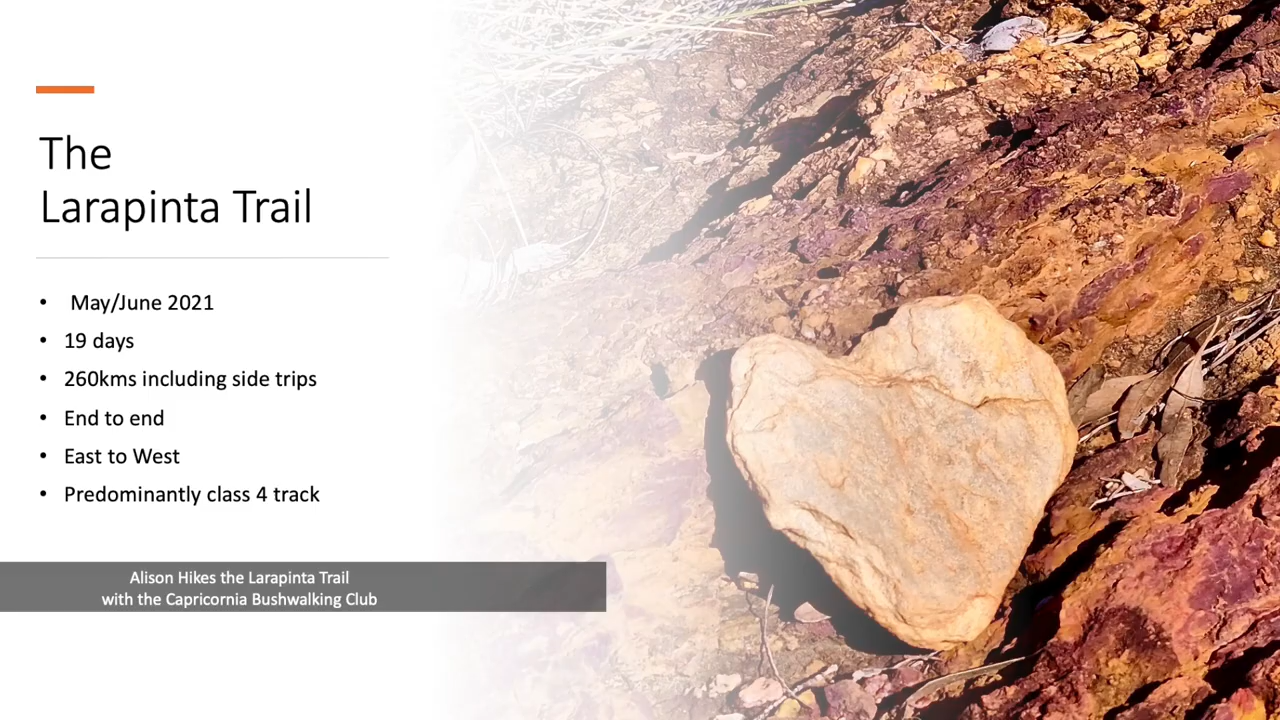 The
Larapinta Trail
• May/June 2021
• 19 days
• 260kms including side trips
• End to end
• East to West
• Predominantly class 4 track
Alison Hikes the Larapinta Trail
with the Capricornia Bushwalking Club